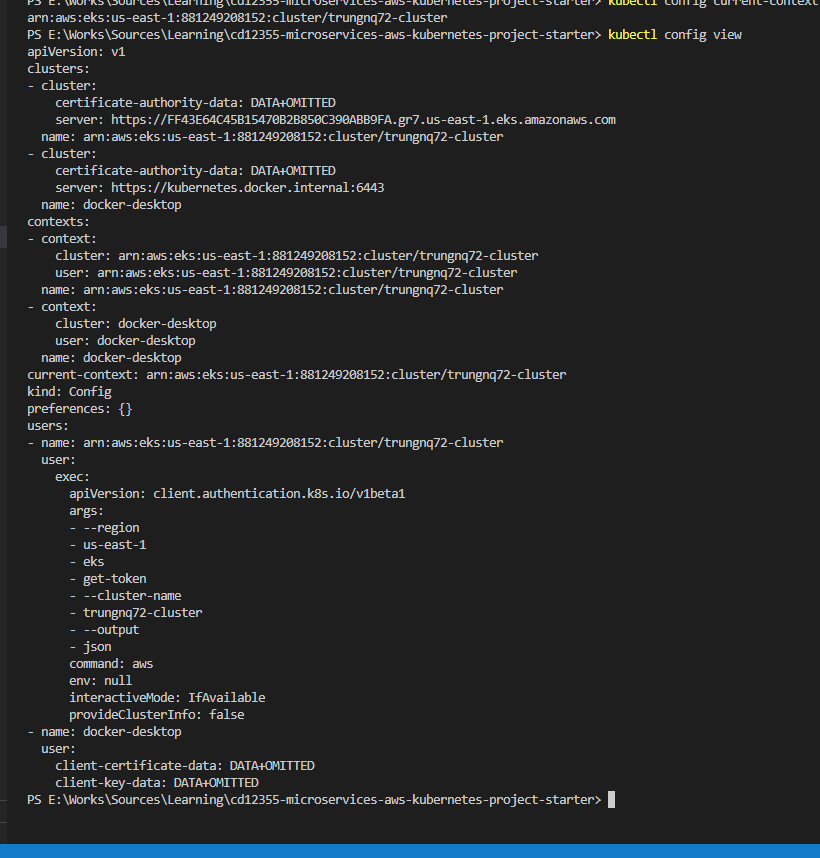 PS E:\Works\Sources\Learning\cd12355-microservices-aws-kubernetes-project-starter> kubectl config current-context
arn:aws:eks:us-east-1:881249208152:cluster/trungnq72-cluster
PS E:\Works\Sources\Learning\cd12355-microservices-aws-kubernetes-project-starter> kubectl config view
apiVersion: v1
clusters:
- cluster:
    certificate-authority-data: DATA+OMITTED
    server: https://FF43E64C45B15470B2B850C390ABB9FA.gr7.us-east-1.eks.amazonaws.com
  name: arn:aws:eks:us-east-1:881249208152:cluster/trungnq72-cluster
- cluster:
    certificate-authority-data: DATA+OMITTED
    server: https://kubernetes.docker.internal:6443
  name: docker-desktop
contexts:
- context:
    cluster: arn:aws:eks:us-east-1:881249208152:cluster/trungnq72-cluster
    user: arn:aws:eks:us-east-1:881249208152:cluster/trungnq72-cluster
  name: arn:aws:eks:us-east-1:881249208152:cluster/trungnq72-cluster
- context:
    cluster: docker-desktop
    user: docker-desktop
  name: docker-desktop
current-context: arn:aws:eks:us-east-1:881249208152:cluster/trungnq72-cluster
kind: Config
preferences: {}
users:
- name: arn:aws:eks:us-east-1:881249208152:cluster/trungnq72-cluster
  user:
    exec:
      apiVersion: client.authentication.k8s.io/v1beta1
      args:
      - --region
      - us-east-1
      - eks
      - get-token
      - --cluster-name
      - trungnq72-cluster
      - --output
      - json
      command: aws
      env: null
      interactiveMode: IfAvailable
      provideClusterInfo: false
- name: docker-desktop
  user:
    client-certificate-data: DATA+OMITTED
    client-key-data: DATA+OMITTED
PS E:\Works\Sources\Learning\cd12355-microservices-aws-kubernetes-project-starter>